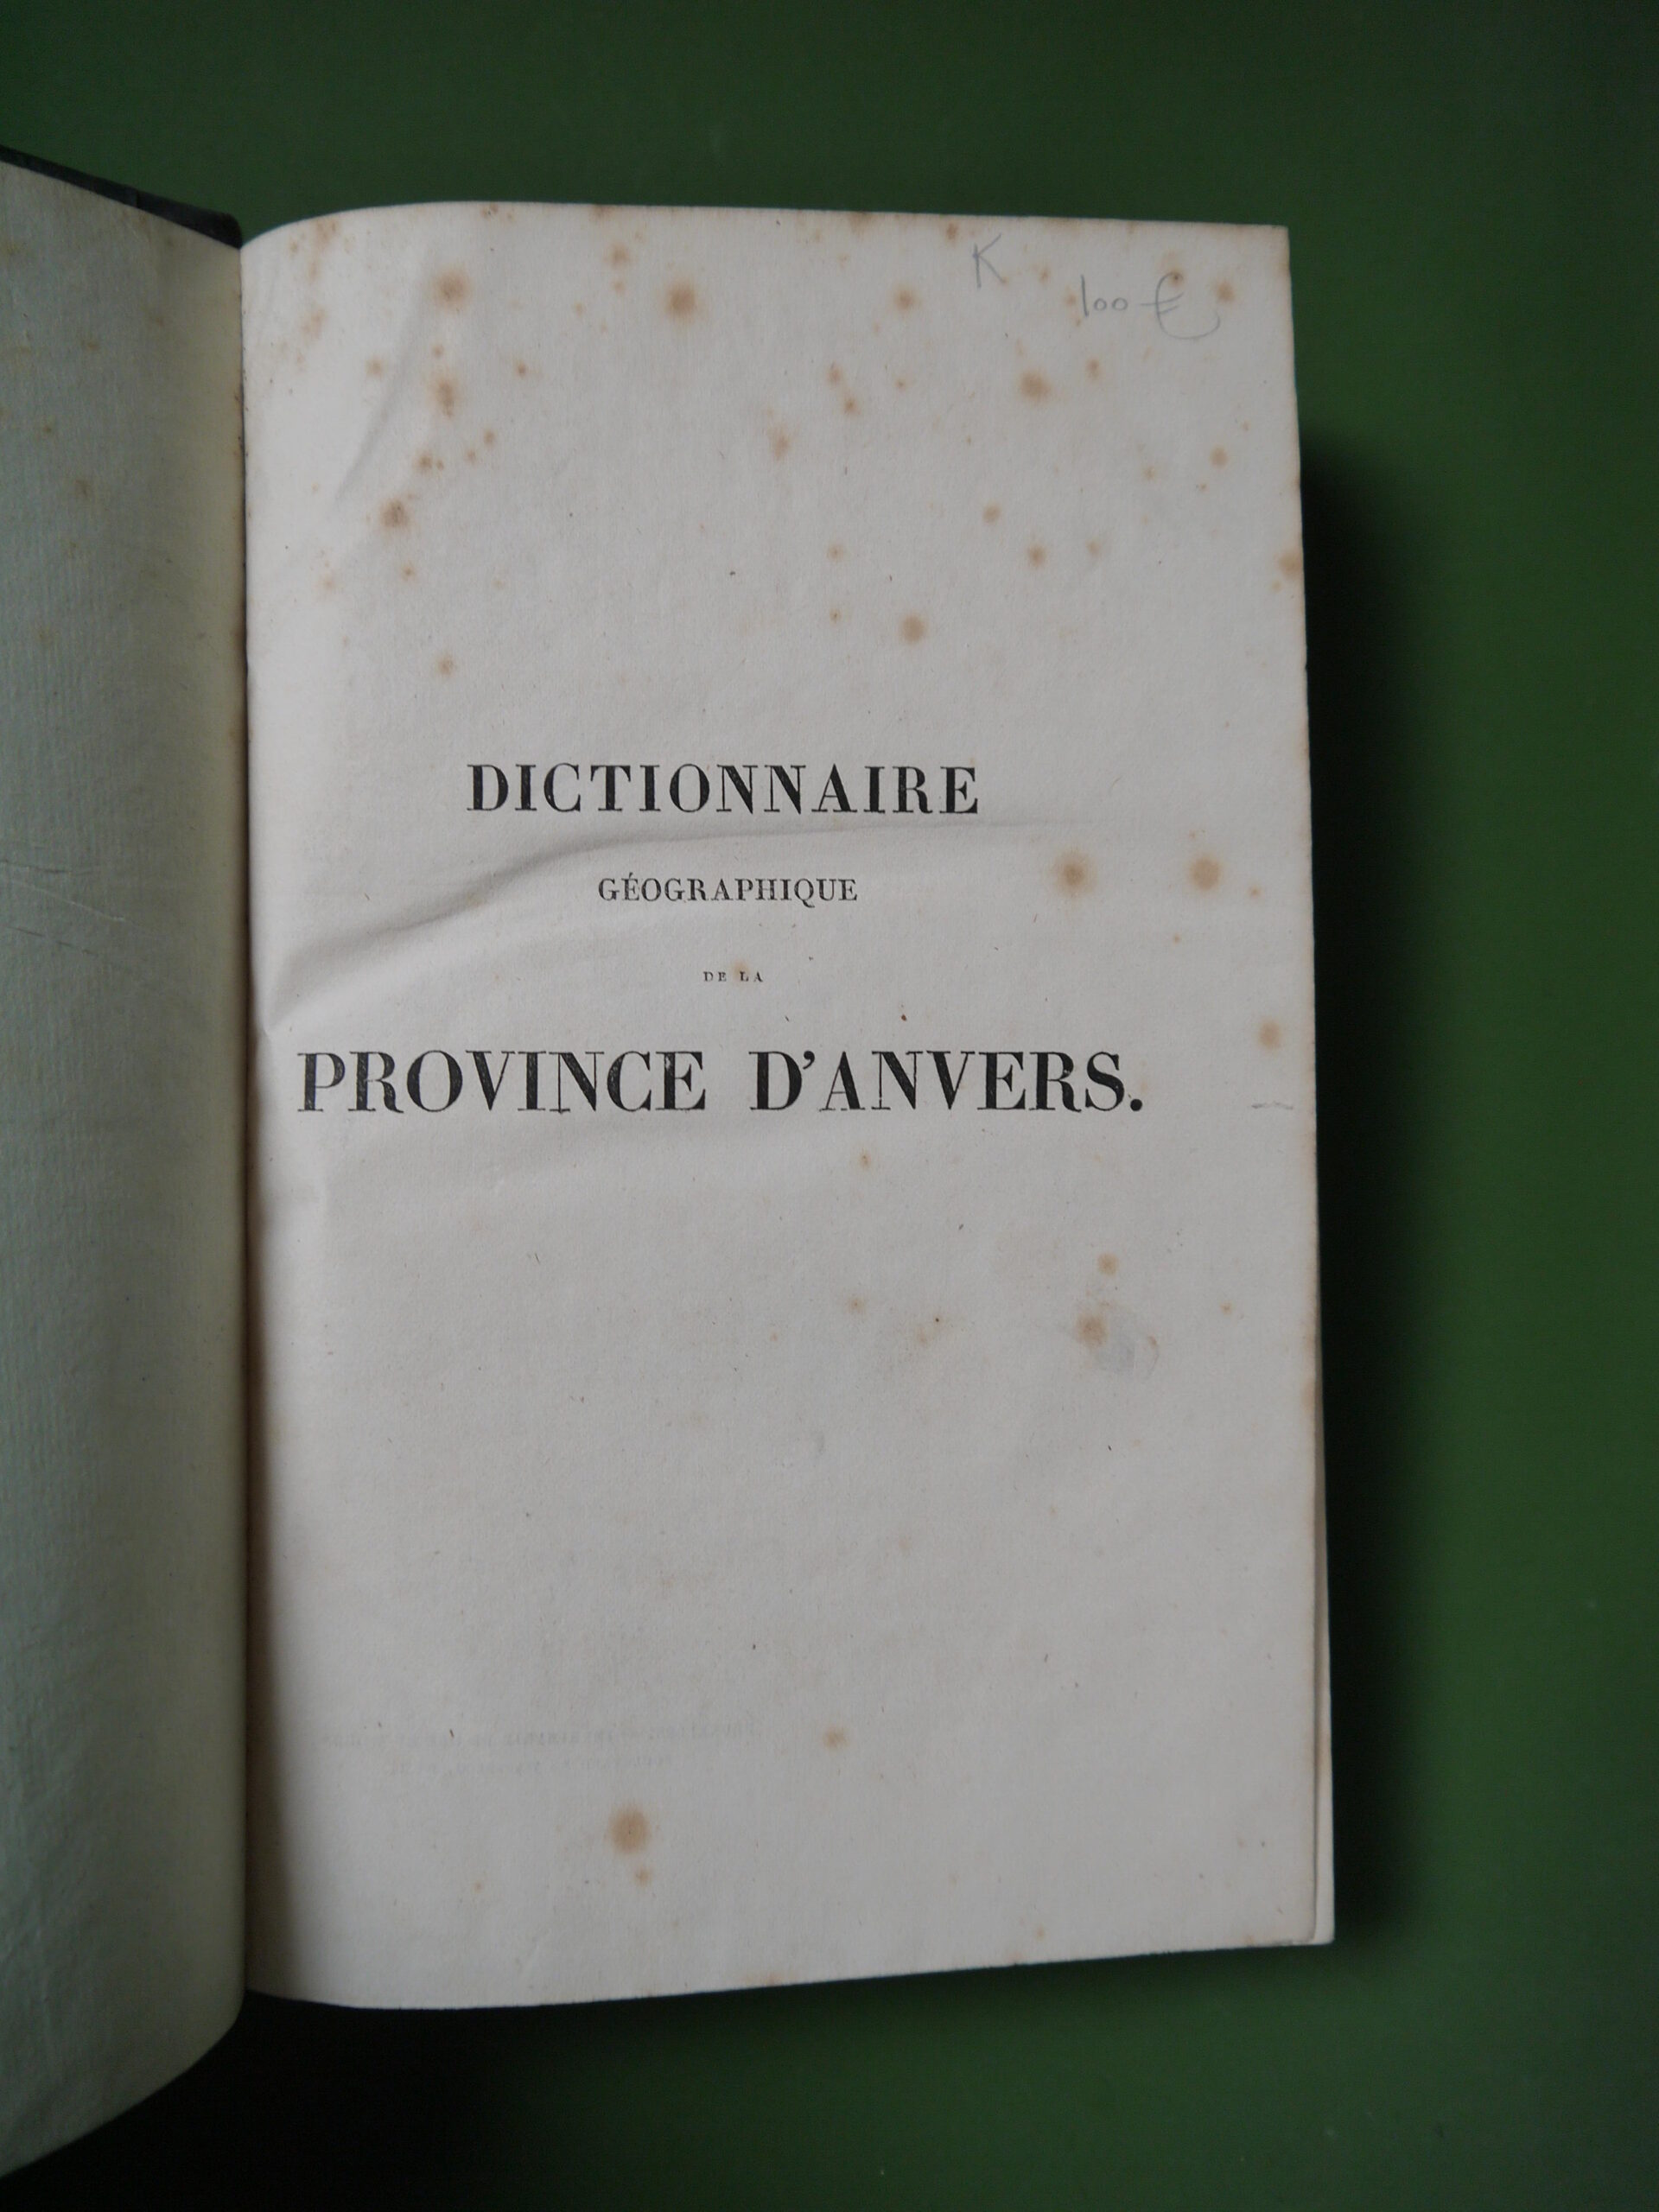 K
100 €
DICTIONNAIRE
GÉOGRAPHIQUE
DE LA
PROVINCE D'ANVERS.